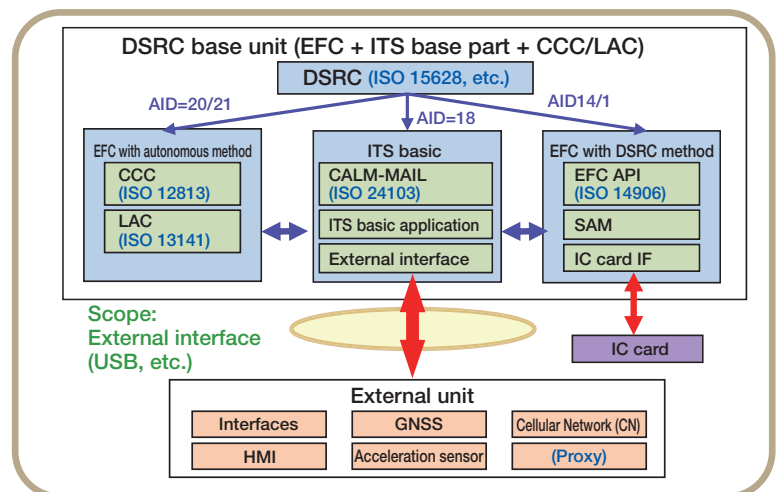 DSRC base unit (EFC + ITS base part + CCC/LAC)
DSRC (ISO 15628, etc.)
AID=20/21
AID=18
AID14/1
EFC with autonomous method
CCC
(ISO 12813)
LAC
(ISO 13141)
ITS basic
CALM-MAIL
(ISO 24103)
ITS basic application
External interface
EFC with DSRC method
EFC API
(ISO 14906)
SAM
IC card IF
Scope:
External interface
(USB, etc.)
IC card
External unit
Interfaces
GNSS
Cellular Network (CN)
HMI
Acceleration sensor
(Proxy)